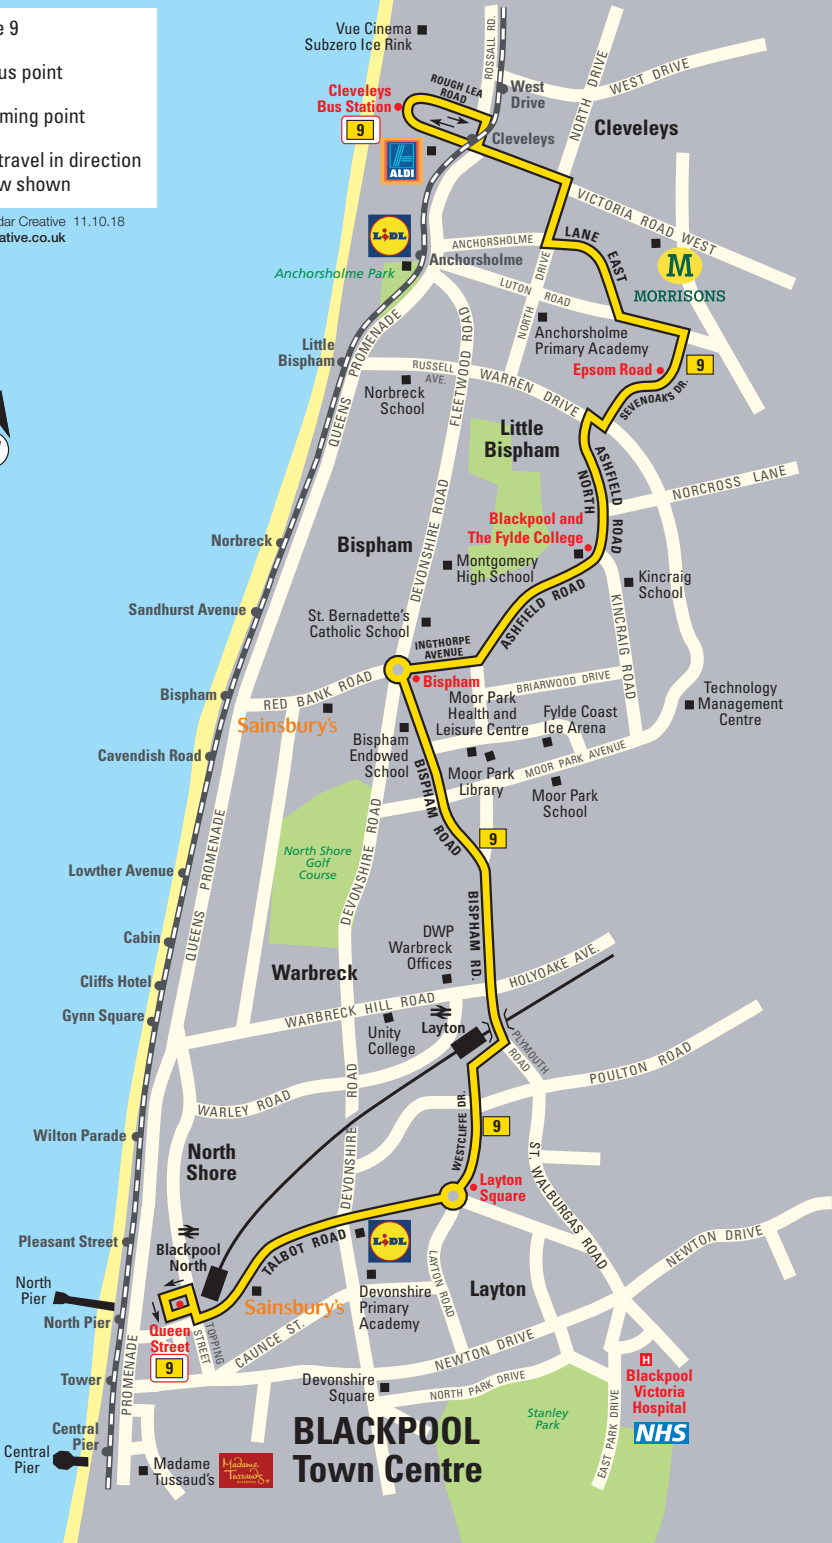 e 9
us point
ming point
travel in direction
w shown
dar Creative 11.10.18
ative.co.uk
Vue Cinema
Subzero Ice Rink
ROSSALL RD.
Cleveleys
Bus Station
9
ROUGH LEA
ROAD
West
Drive
WEST DRIVE
NORTH DRIVE
Cleveleys
Cleveleys
ALDI
VICTORIA ROAD WEST
LIDL
ANCHORSHOLME
LANE EAST
M
MORRISONS
Anchorsholme
Anchorsholme Park
LUTON ROAD
NORTH DRIVE
Anchorsholme
Primary Academy
Little
Bispham
QUEENS PROMENADE
FLEETWOOD ROAD
RUSSELL
AVE.
WARREN DRIVE
Epsom Road
9
SEVENOAKS DR.
Norbreck
School
Little
Bispham
ASHFIELD ROAD
NORTH
NORCROSS LANE
Blackpool and
The Fylde College
Norbreck
Bispham
DEVONSHIRE ROAD
Montgomery
High School
Kincraig
School
ASHFIELD ROAD
KINCRAIG ROAD
Sandhurst Avenue
St. Bernadette's
Catholic School
INGTHORPE
AVENUE
Bispham
RED BANK ROAD
Bispham
BRIARWOOD DRIVE
Sainsbury's
Moor Park
Health and
Leisure Centre
Fylde Coast
Ice Arena
Technology
Management
Centre
Cavendish Road
Bispham
Endowed
School
BISPHAM ROAD
Moor Park
Library
MOOR PARK AVENUE
Moor Park
School
9
QUEENS PROMENADE
North Shore
Golf
Course
DEVONSHIRE ROAD
Lowther Avenue
BISPHAM RD.
Cabin
DWP
Warbreck
Offices
HOLYOAKE AVE.
Warbreck
Cliffs Hotel
Gynn Square
WARBRECK HILL ROAD
Unity
College
Layton
PLYMOUTH
ROAD
POULTON ROAD
WARLEY ROAD
DEVONSHIRE ROAD
WESTCLIFFE DR.
9
Wilton Parade
North
Shore
ST. WALBURGAS ROAD
Layton
Square
Pleasant Street
Blackpool
North
TALBOT ROAD
LIDL
LAYTON ROAD
NEWTON DRIVE
North
Pier
North Pier
Sainsbury's
Devonshire
Primary
Academy
Layton
Queen
Street
9
TOPPING
STREET
CAUNCE ST.
NEWTON DRIVE
PROMENADE
Tower
Devonshire
Square
NORTH PARK DRIVE
H
Blackpool
Victoria
Hospital
NHS
Stanley
Park
EAST PARK DRIVE
BLACKPOOL
Town Centre
Central
Pier
Central
Pier
Madame
Tussaud's
Madame
Tussauds